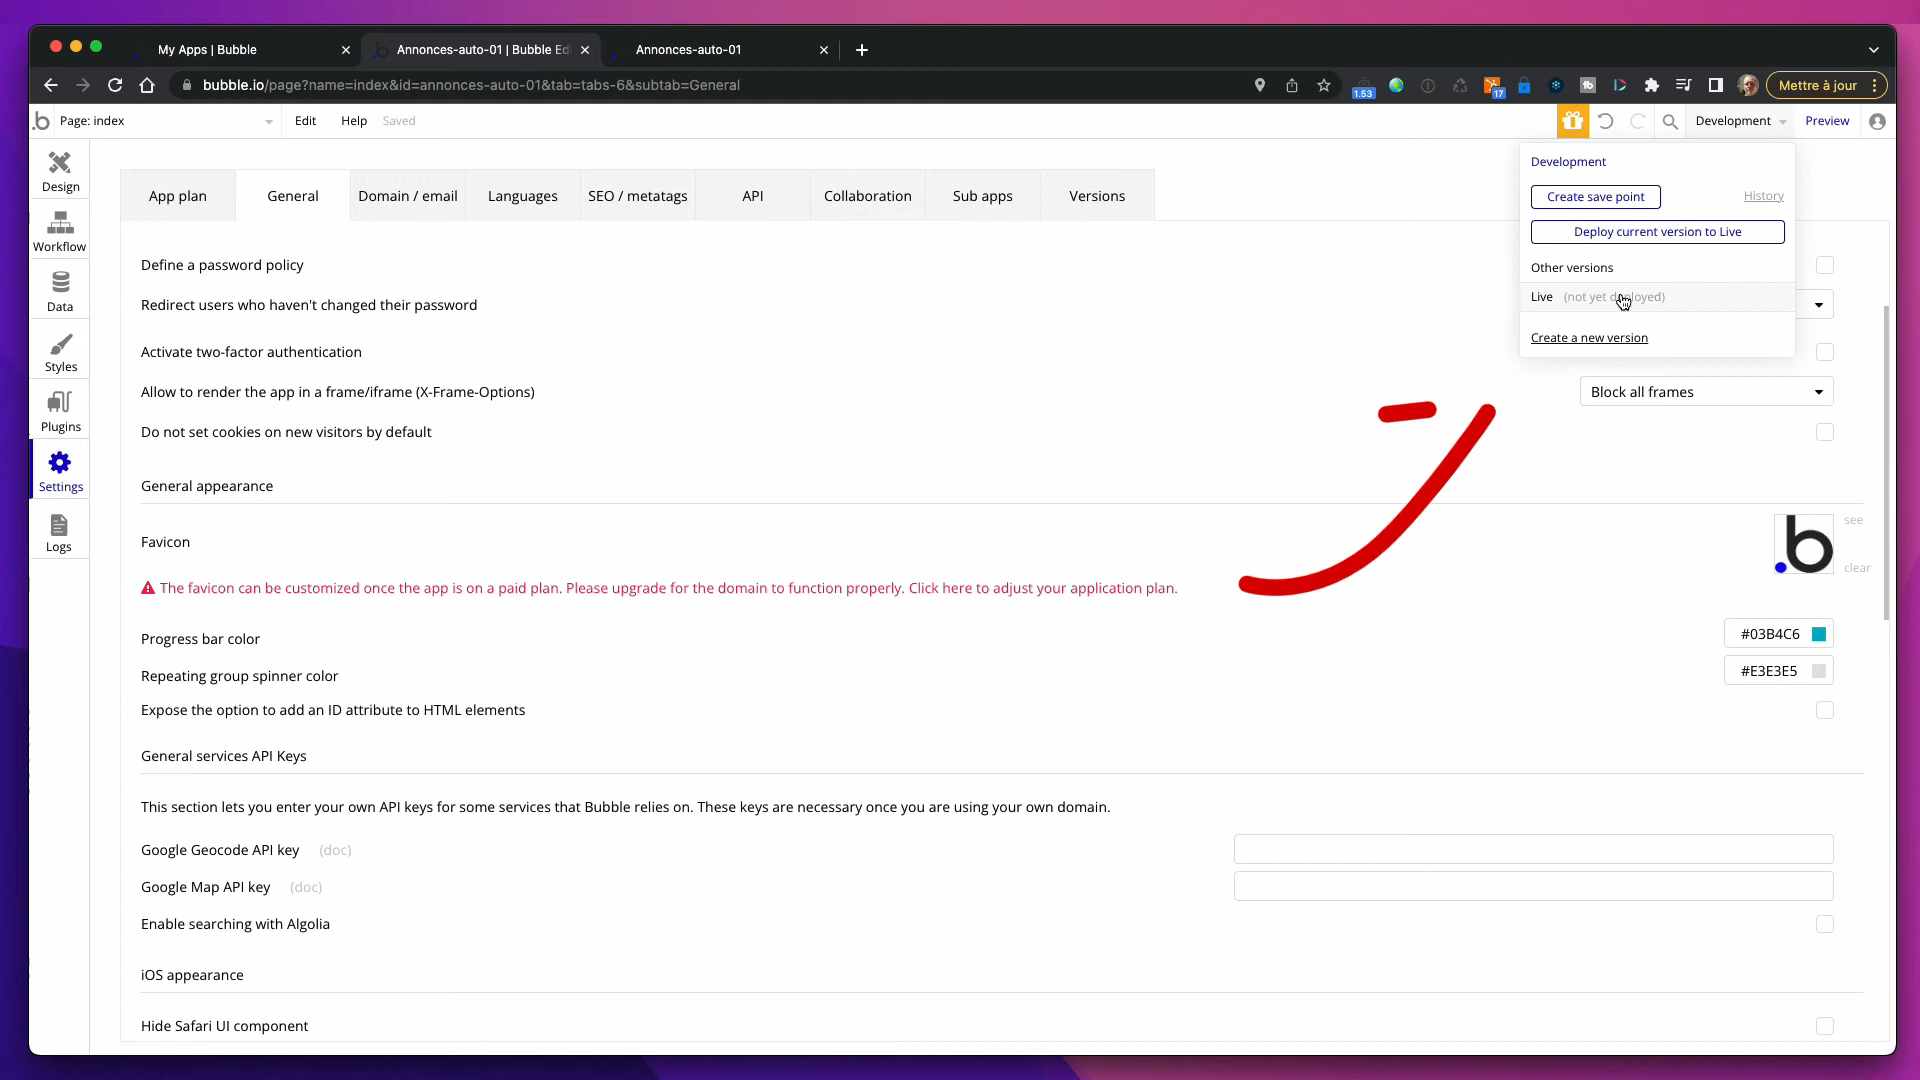 My Apps | Bubble
Annonces-auto-01 | Bubble Edi
Annonces-auto-01
bubble.io/page?name=index&id=annonces-auto-01&tab=tabs-6&subtab=General
1.53
17
Mettre à jour
Page: index
Edit
Help
Saved
Development
Preview
Design
Workflow
Data
Styles
Plugins
Settings
Logs
App plan
General
Domain / email
Languages
SEO / metatags
API
Collaboration
Sub apps
Versions
Development
Create save point
History
Deploy current version to Live
Other versions
Live (not yet deployed)
Create a new version
Define a password policy
Redirect users who haven't changed their password
Activate two-factor authentication
Allow to render the app in a frame/iframe (X-Frame-Options)
Block all frames
Do not set cookies on new visitors by default
General appearance
Favicon
see
clear
The favicon can be customized once the app is on a paid plan. Please upgrade for the domain to function properly. Click here to adjust your application plan.
Progress bar color
#03B4C6
Repeating group spinner color
#E3E3E5
Expose the option to add an ID attribute to HTML elements
General services API Keys
This section lets you enter your own API keys for some services that Bubble relies on. These keys are necessary once you are using your own domain.
Google Geocode API key (doc)
Google Map API key (doc)
Enable searching with Algolia
iOS appearance
Hide Safari UI component